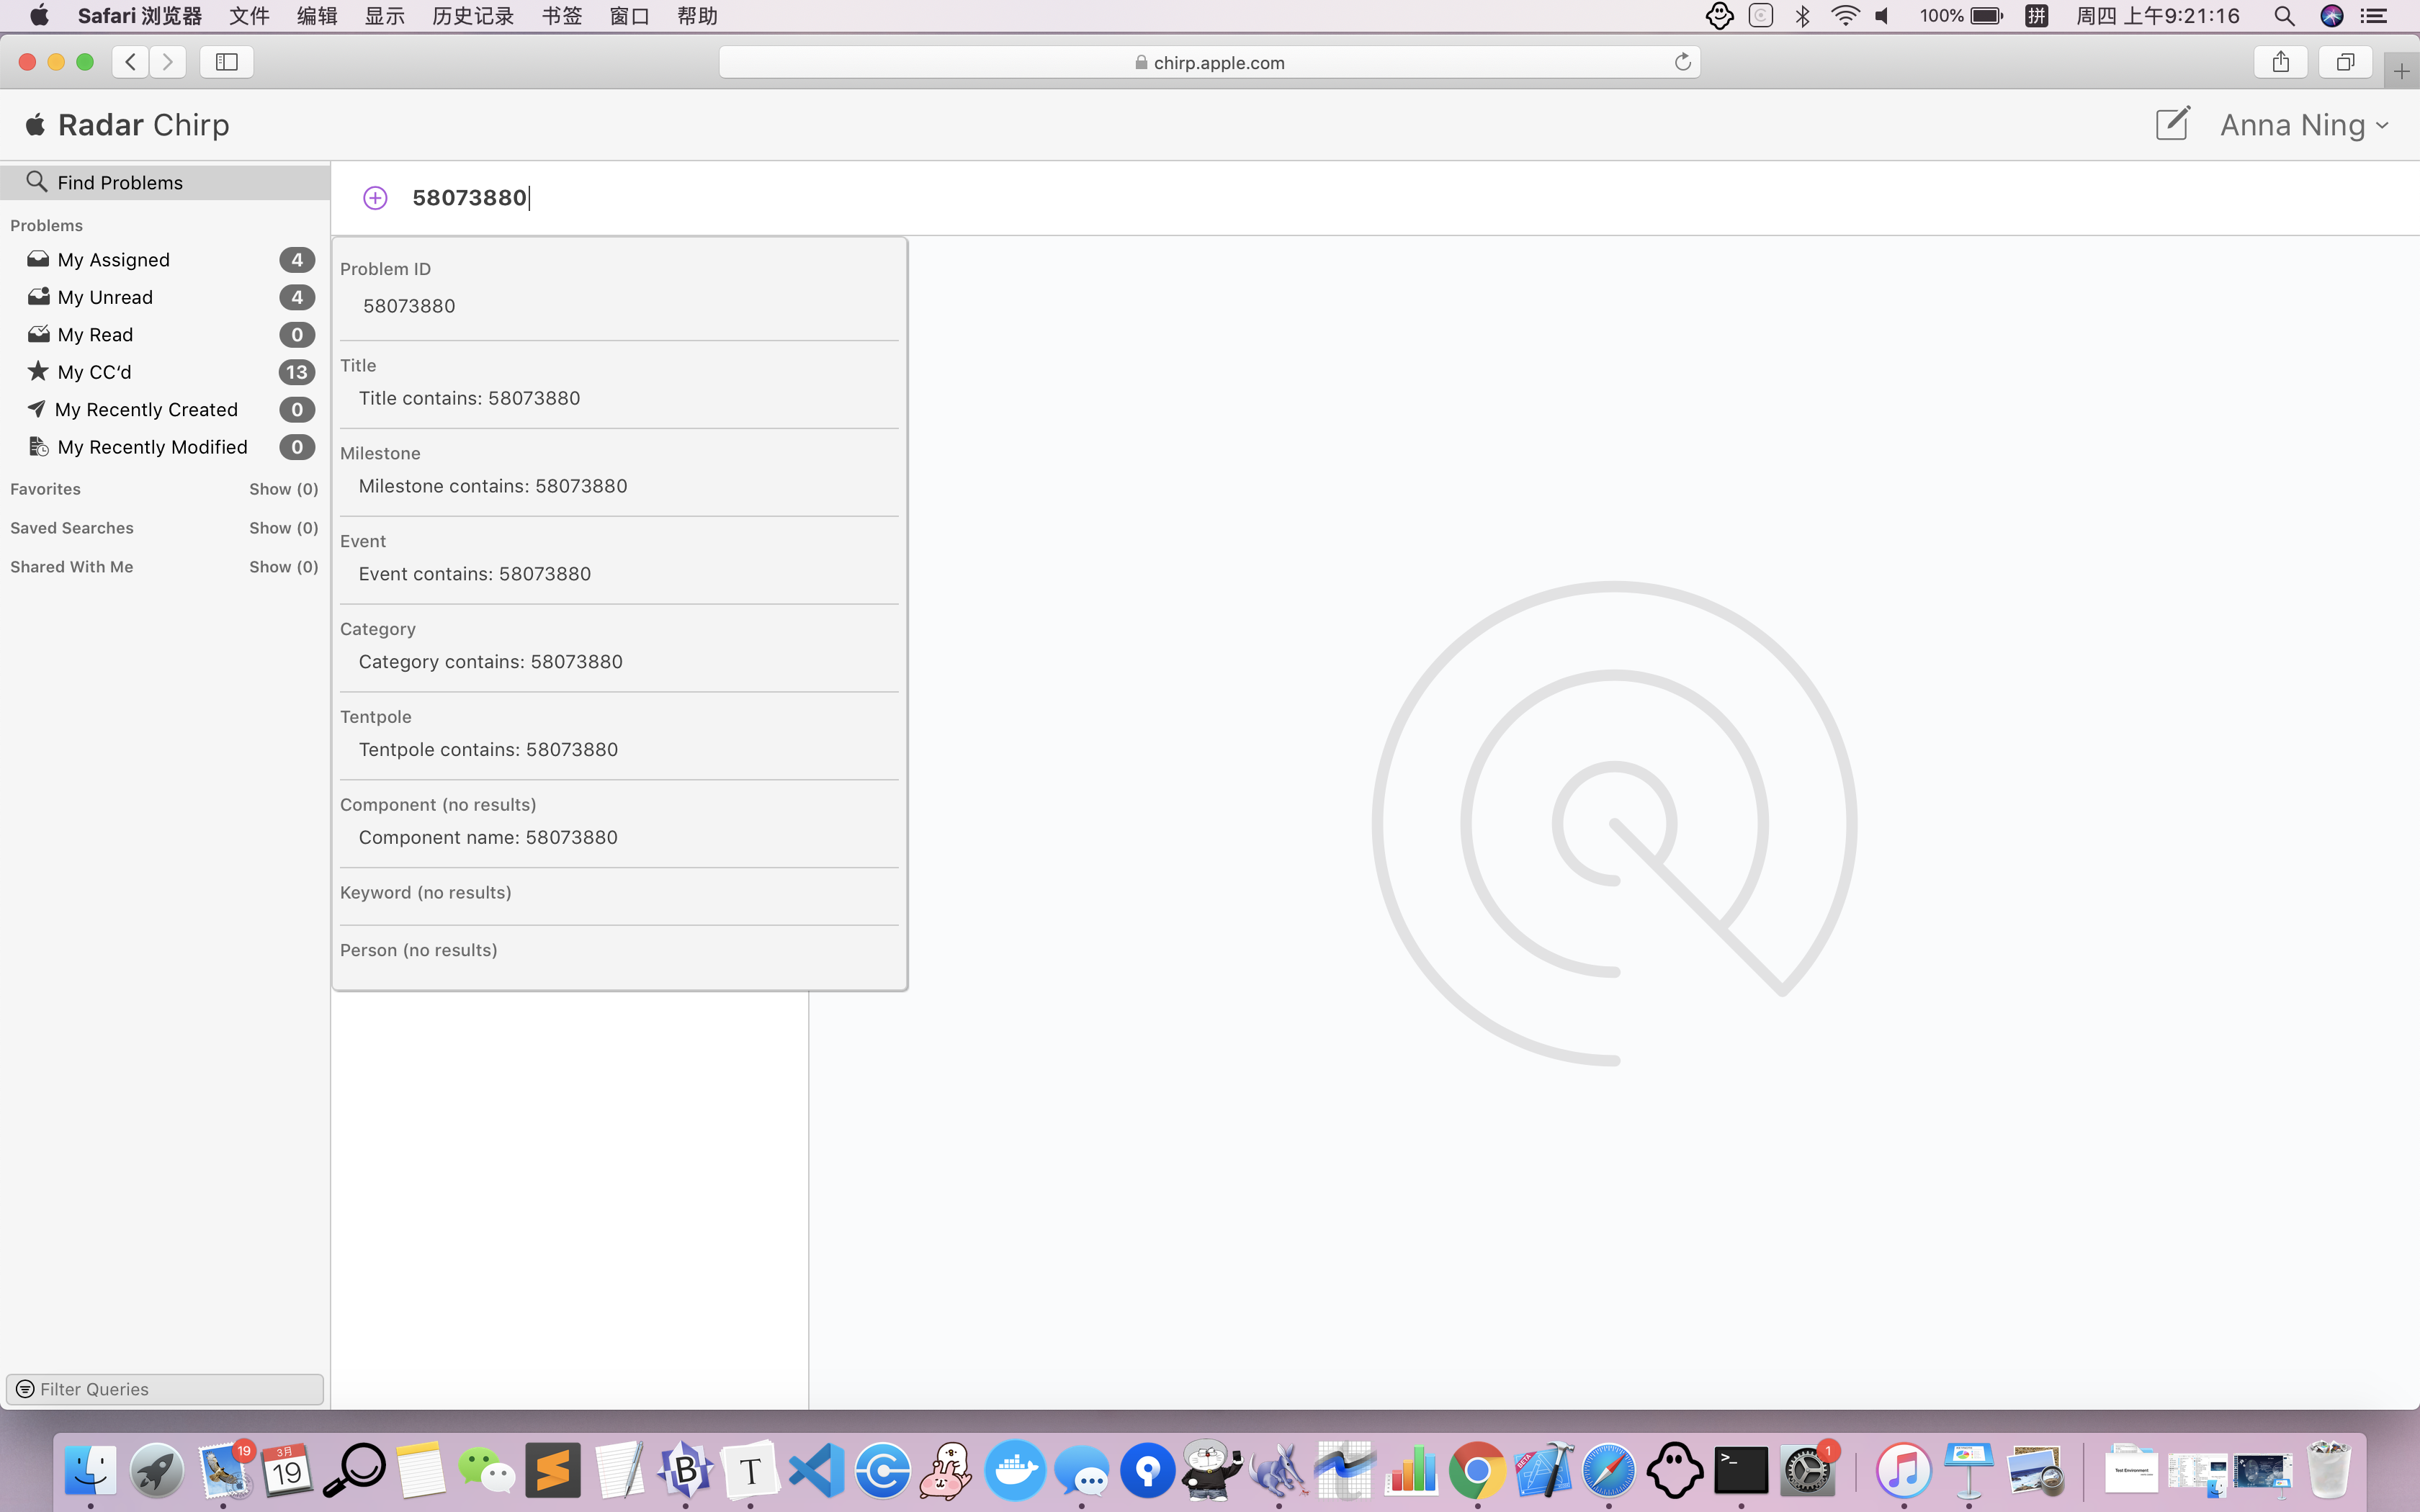 Safari 浏览器 文件 编辑 显示 历史记录 书签 窗口 帮助 100% 拼 周四 上午9:21:16
chirp.apple.com
Radar Chirp
Anna Ning
Find Problems
58073880
Problems
My Assigned 4
My Unread 4
My Read 0
My CC'd 13
My Recently Created 0
My Recently Modified 0
Favorites Show (0)
Saved Searches Show (0)
Shared With Me Show (0)
Problem ID
58073880
Title
Title contains: 58073880
Milestone
Milestone contains: 58073880
Event
Event contains: 58073880
Category
Category contains: 58073880
Tentpole
Tentpole contains: 58073880
Component (no results)
Component name: 58073880
Keyword (no results)
Person (no results)
Filter Queries
19
3月
19
B
T
BETA
>_
1
Test Environment